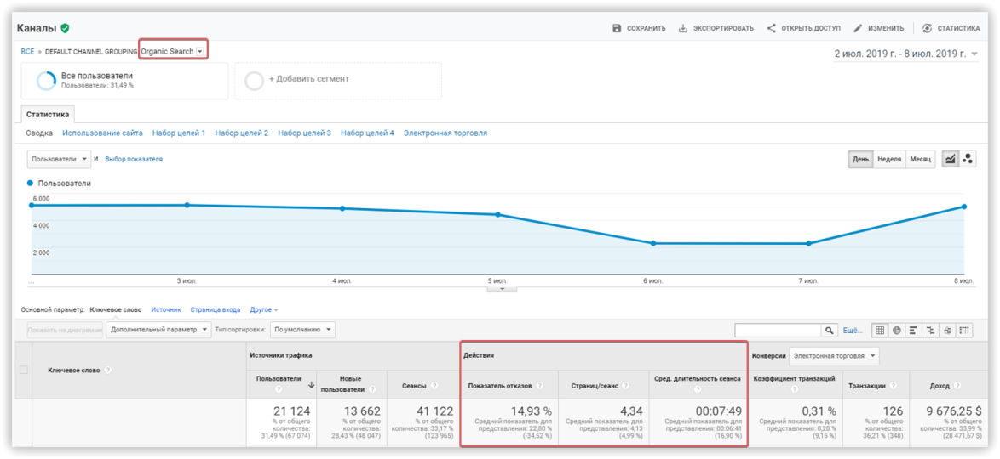 Каналы
СОХРАНИТЬ ЭКСПОРТИРОВАТЬ ОТКРЫТЬ ДОСТУП ИЗМЕНИТЬ СТАТИСТИКА
ВСЕ » DEFAULT CHANNEL GROUPING: Organic Search
2 июл. 2019 г. - 8 июл. 2019 г.
Все пользователи
Пользователи: 31,49 %
+ Добавить сегмент
Статистика
Сводка Использование сайта Набор целей 1 Набор целей 2 Набор целей 3 Набор целей 4 Электронная торговля
Пользователи и Выбор показателя
День Неделя Месяц
Пользователи
6 000
4 000
2 000
... 3 июл. 4 июл. 5 июл. 6 июл. 7 июл. 8 июл.
Основной параметр: Ключевое слово Источник Страница входа Другое
Показать на диаграмме Дополнительный параметр Тип сортировки: По умолчанию Ещё...
Ключевое слово ?
Источники трафика Действия Конверсии Электронная торговля
Пользователи ? Новые пользователи ? Сеансы ? Показатель отказов ? Страниц/сеанс ? Сред. длительность сеанса ? Коэффициент транзакций ? Транзакции ? Доход ?
21 124
% от общего
количества:
31,49 % (67 074)
13 662
% от общего
количества:
28,43 % (48 047)
41 122
% от общего
количества: 33,17 %
(123 965)
14,93 %
Средний показатель для
представления: 22,80 %
(-34,52 %)
4,34
Средний показатель для
представления: 4,13
(4,99 %)
00:07:49
Средний показатель для
представления: 00:06:41
(16,90 %)
0,31 %
Средний показатель для
представления: 0,28 %
(9,15 %)
126
% от общего
количества:
36,21 % (348)
9 676,25 $
% от общего
количества: 33,99 %
(28 471,67 $)